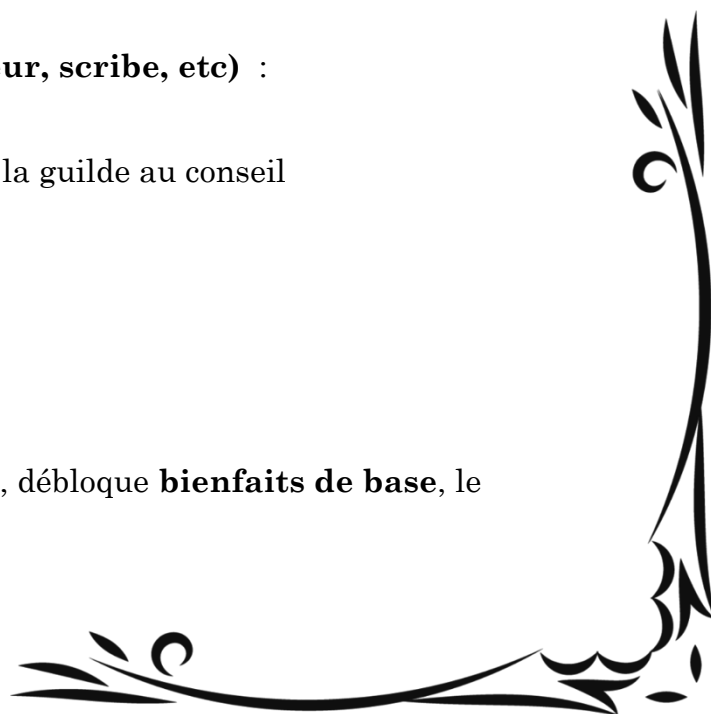 ur, scribe, etc)  :
la guilde au conseil
, débloque bienfaits de base, le